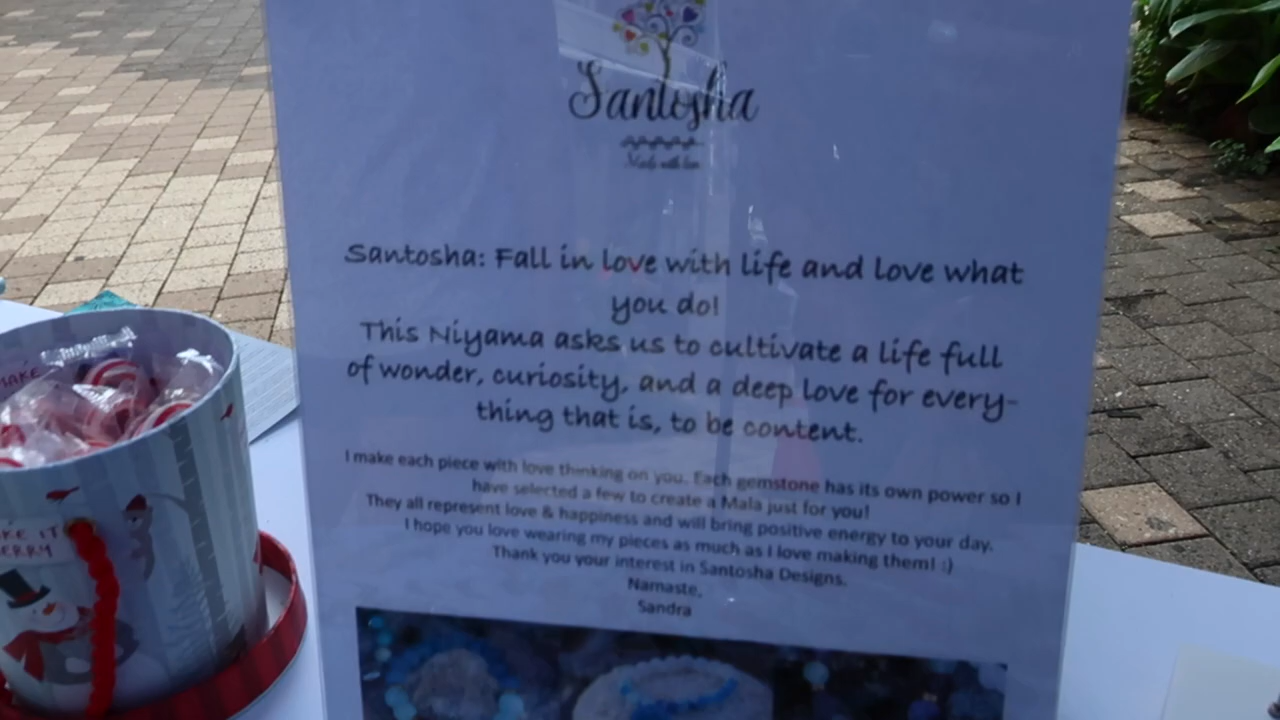 Santosha
Made with love
Santosha: Fall in love with life and love what
you do!
This Niyama asks us to cultivate a life full
of wonder, curiosity, and a deep love for every-
thing that is, to be content.
I make each piece with love thinking on you. Each gemstone has its own power so I
have selected a few to create a Mala just for you!
They all represent love & happiness and will bring positive energy to your day.
I hope you love wearing my pieces as much as I love making them! :)
Thank you your interest in Santosha Designs.
Namaste,
Sandra
MAKE
KE IT
ERRY